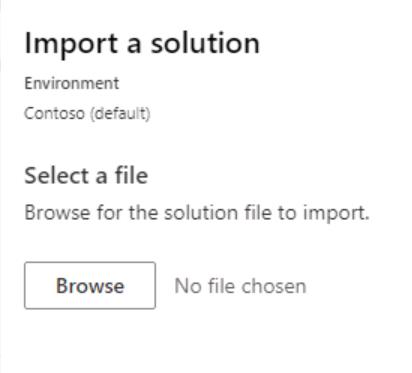 Import a solution
Environment
Contoso (default)
Select a file
Browse for the solution file to import.
Browse No file chosen